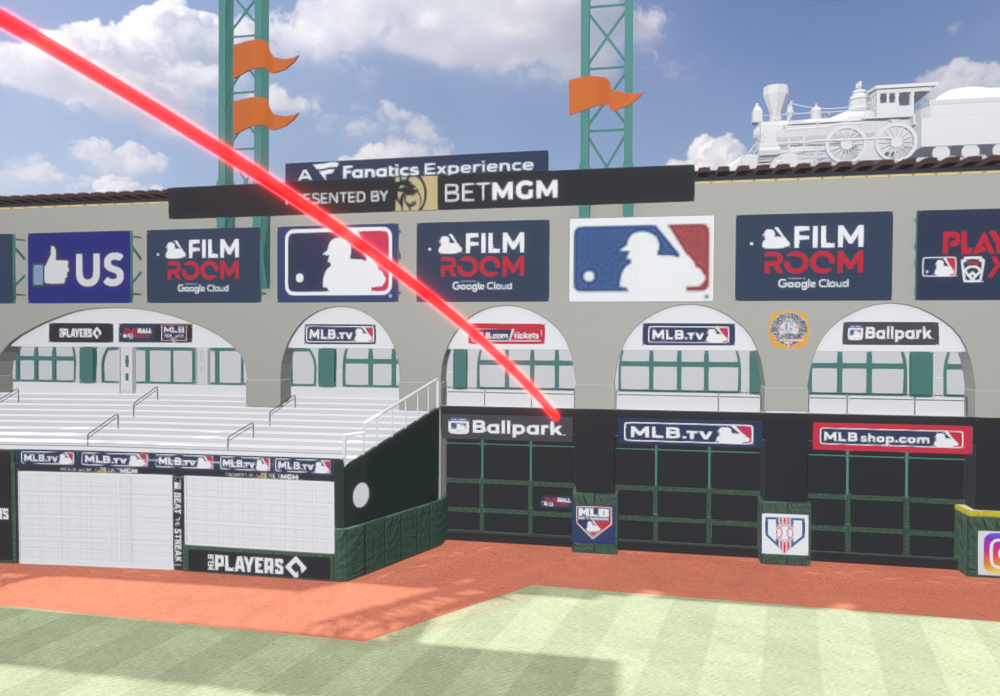 A Fanatics Experience
PRESENTED BY BETMGM
US
FILM
ROOM
Google Cloud
FILM
ROOM
Google Cloud
FILM
ROOM
Google Cloud
PLAY
PLAYERS
MLB.TV
MLB.com/tickets
MLB.TV
Ballpark
Ballpark
MLB.TV
MLBshop.com
MLB.TV
MLB.TV
MLB.TV
MLB.TV
MLB.TV
BEAT THE STREAK
MLB PLAYERS
MLB